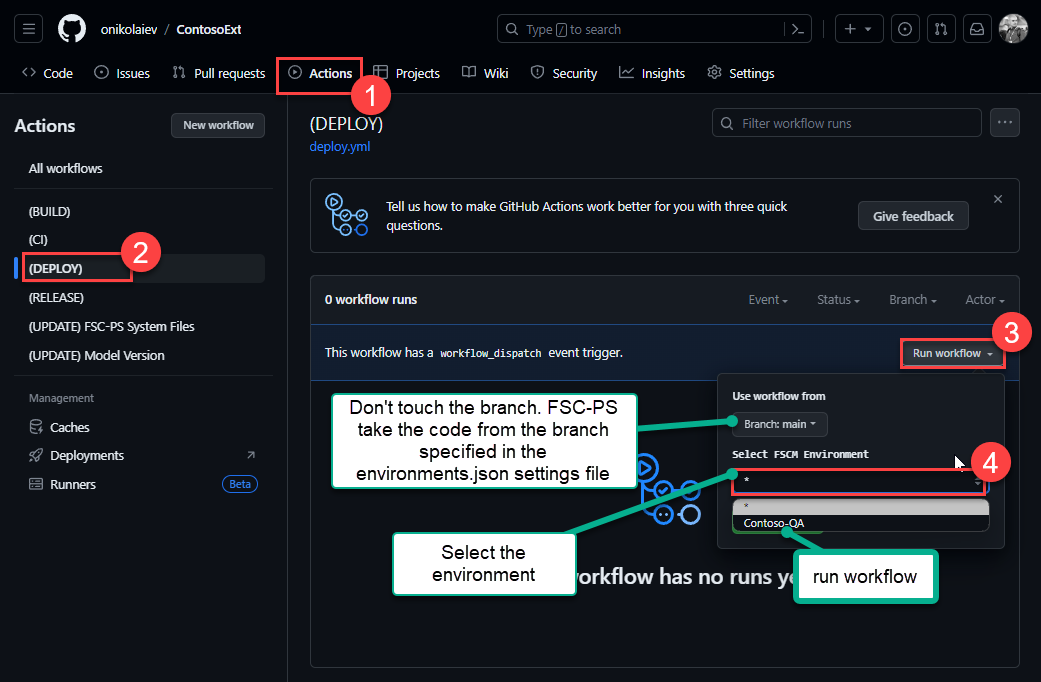 onikolaiev / ContosoExt
Type / to search
Code
Issues
Pull requests
Actions
Projects
Wiki
Security
Insights
Settings
1
Actions
New workflow
All workflows
(BUILD)
(CI)
(DEPLOY)
2
(RELEASE)
(UPDATE) FSC-PS System Files
(UPDATE) Model Version
Management
Caches
Deployments
Runners
Beta
(DEPLOY)
deploy.yml
Filter workflow runs
Tell us how to make GitHub Actions work better for you with three quick
questions.
Give feedback
0 workflow runs
Event
Status
Branch
Actor
This workflow has a workflow_dispatch event trigger.
Run workflow
3
Use workflow from
Branch: main
Select FSCM Environment
4
*
*
Contoso-QA
Don't touch the branch. FSC-PS
take the code from the branch
specified in the
environments.json settings file
Select the
environment
run workflow
orkflow has no runs ye